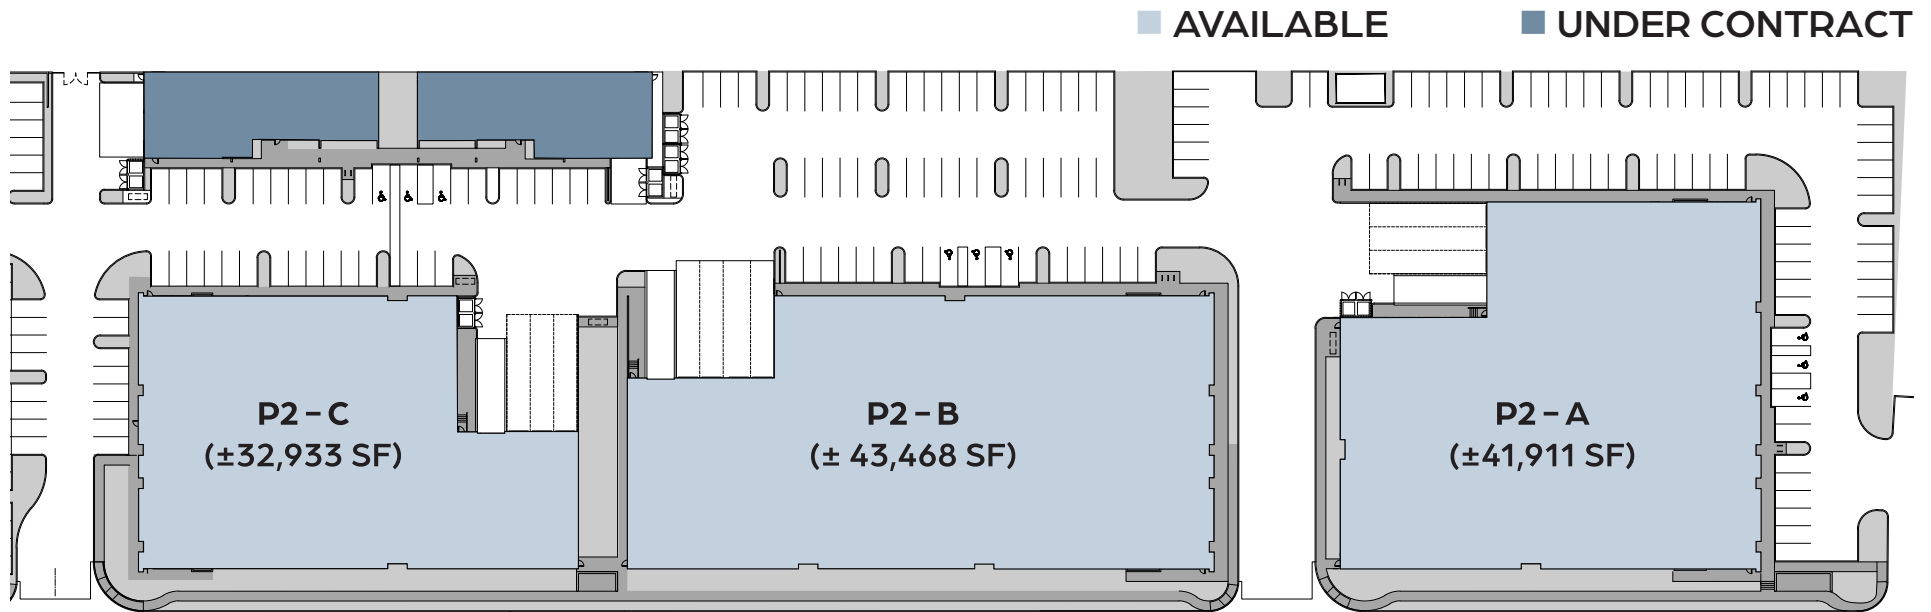 AVAILABLE UNDER CONTRACT
P2 – C
(±32,933 SF)
P2 – B
(± 43,468 SF)
P2 – A
(±41,911 SF)